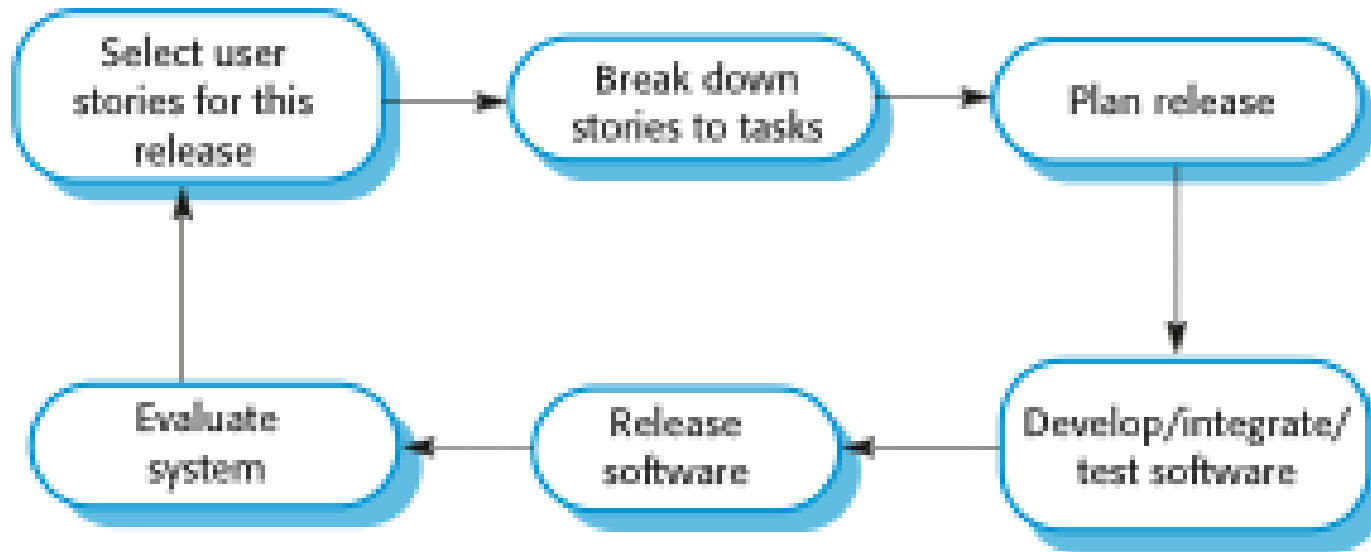 Select user
stories for this
release
Break down
stories to tasks
Plan release
Develop/integrate/
test software
Release
software
Evaluate
system